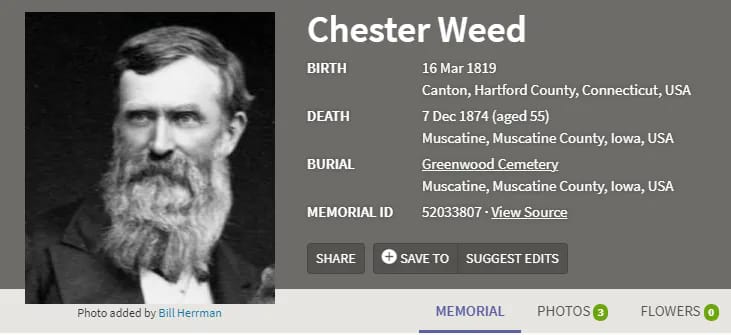 Chester Weed
BIRTH 16 Mar 1819
Canton, Hartford County, Connecticut, USA
DEATH 7 Dec 1874 (aged 55)
Muscatine, Muscatine County, Iowa, USA
BURIAL Greenwood Cemetery
Muscatine, Muscatine County, Iowa, USA
MEMORIAL ID 52033807 · View Source
SHARE SAVE TO SUGGEST EDITS
Photo added by Bill Herrman
MEMORIAL PHOTOS 3 FLOWERS 0